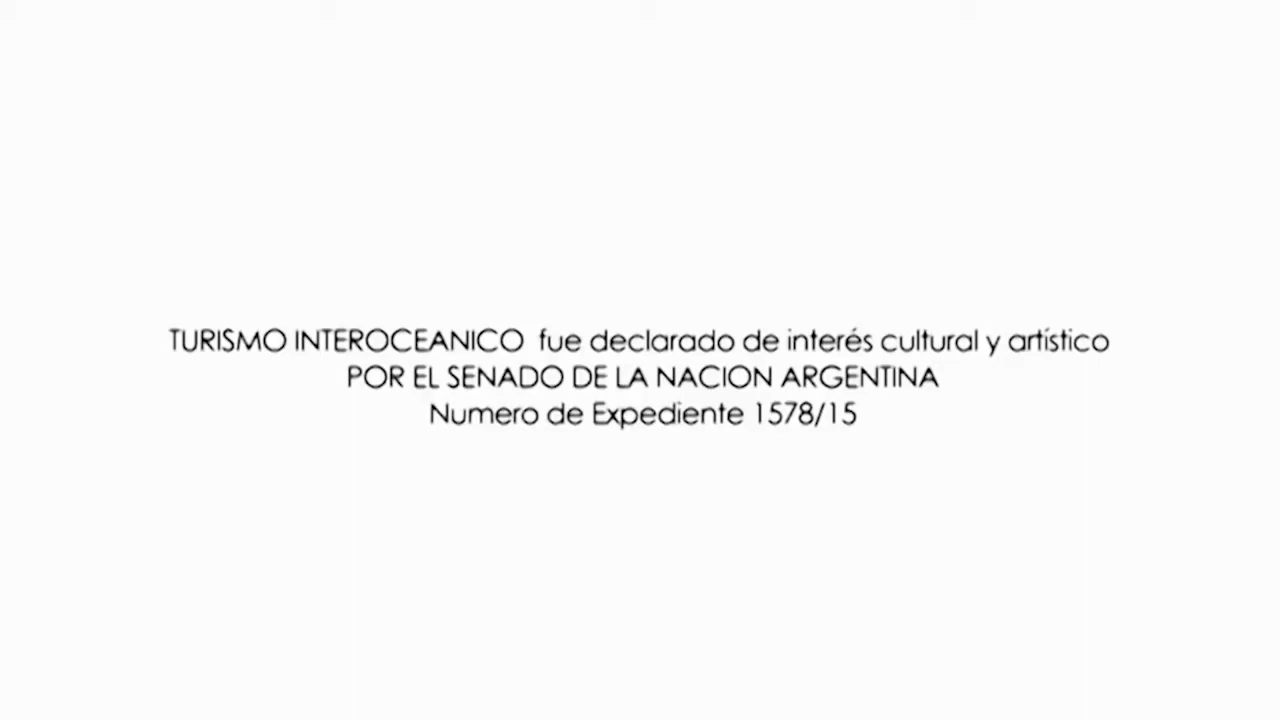 TURISMO INTEROCEANICO fue declarado de interés cultural y artístico
POR EL SENADO DE LA NACION ARGENTINA
Numero de Expediente 1578/15